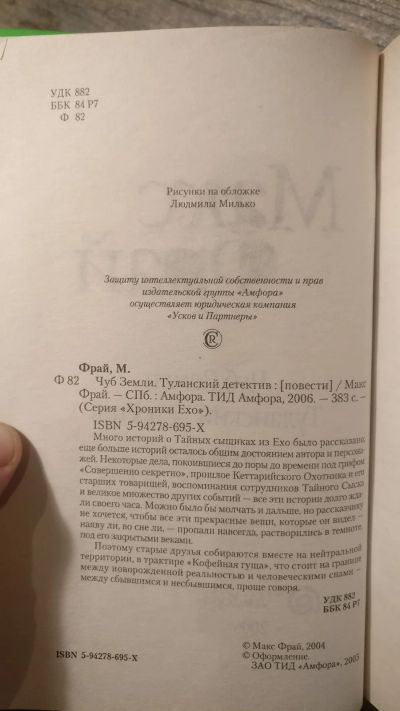 УДК 882
ББК 84 Р7
Ф 82
Рисунки на обложке
Людмилы Милько
Защиту интеллектуальной собственности и прав
издательской группы «Амфора»
осуществляет юридическая компания
«Усков и Партнеры»
Фрай, М.
Ф 82 Чуб Земли. Туланский детектив : [повести] / Макс
Фрай. — СПб. : Амфора. ТИД Амфора, 2006. — 383 с. —
(Серия «Хроники Ехо»).
ISBN 5-94278-695-X
Много историй о Тайных сыщиках из Ехо было рассказано,
еще больше историй осталось общим достоянием автора и персона-
жей. Некоторые дела, покоившиеся до поры до времени под грифом
«Совершенно секретно», прошлое Кеттарийского Охотника и его
старших товарищей, воспоминания сотрудников Тайного Сыска
и великое множество других событий — все эти истории долго жда-
ли своего часа. Можно было бы молчать и дальше, но рассказчику
не хочется, чтобы все эти прекрасные вещи, которые он видел —
наяву ли, во сне ли, — пропали навсегда, растворились в темноте
под его закрытыми веками.
Поэтому старые друзья собираются вместе на нейтральной
территории, в трактире «Кофейная гуща», что стоит на границе
между новорожденной реальностью и человеческими снами —
между сбывшимся и несбывшимся, проще говоря.
УДК 882
ББК 84 Р7
© Макс Фрай, 2004
© Оформление.
ЗАО ТИД «Амфора», 2005
ISBN 5-94278-695-X